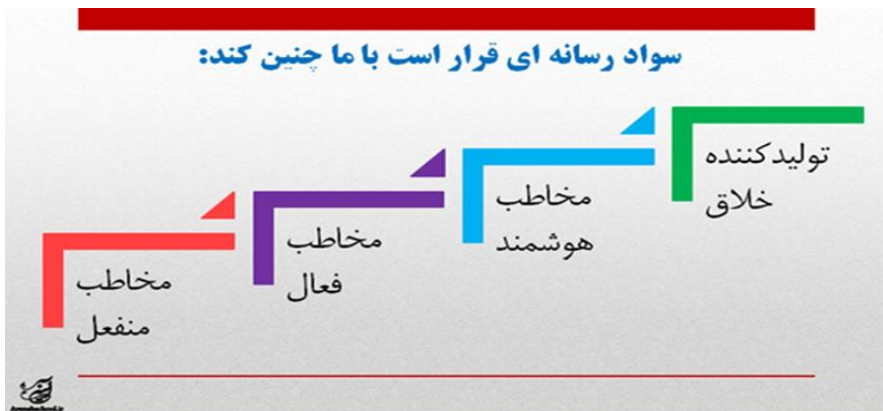 سواد رسانه ای قرار است با ما چنین کند:
مخاطب
منفعل
مخاطب
فعال
مخاطب
هوشمند
تولیدکننده
خلاق